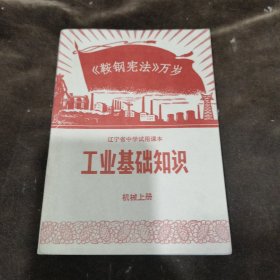 《鞍钢宪法》万岁
辽宁省中学试用课本
工业基础知识
机械上册